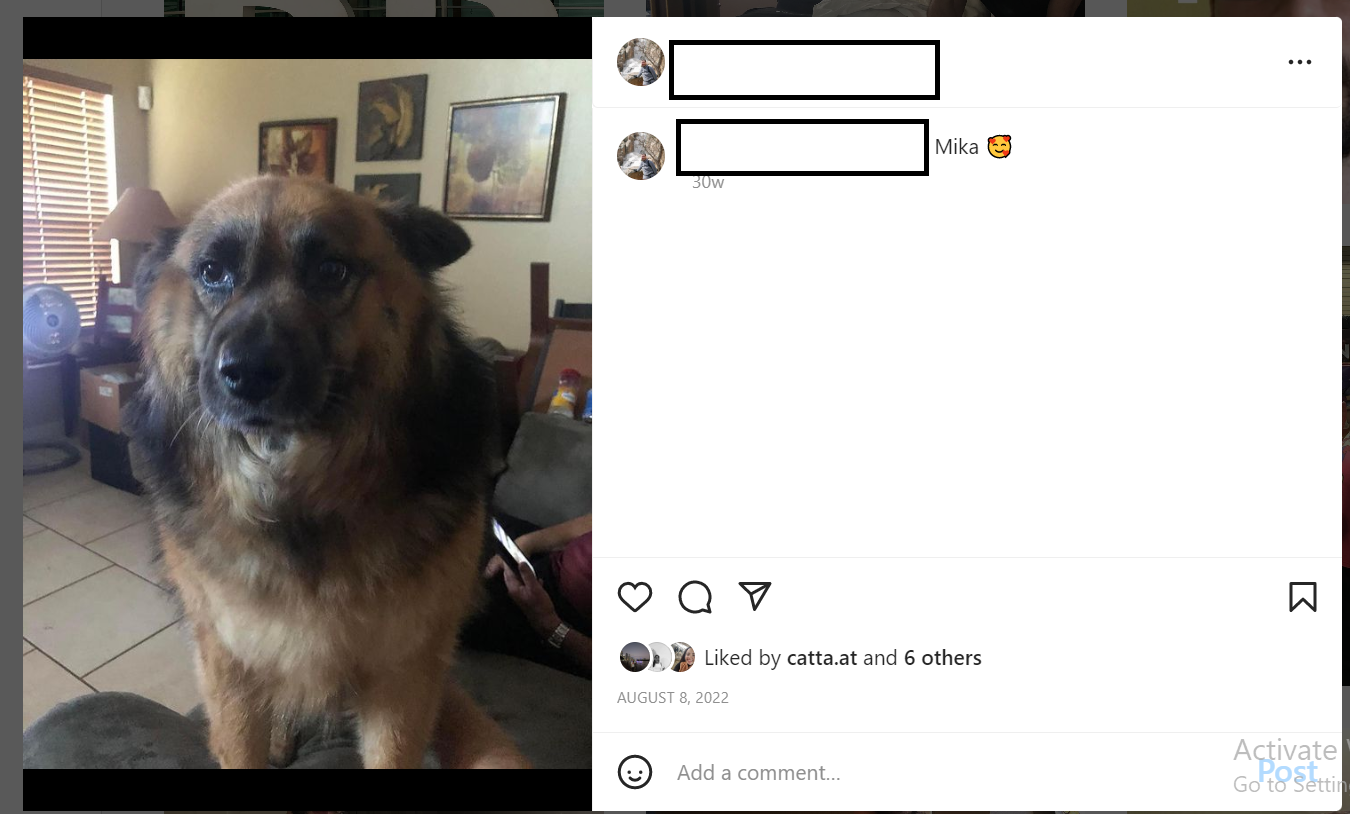 Mika 🥰
30w
Liked by catta.at and 6 others
AUGUST 8, 2022
Add a comment...
Post
Activate
Go to Settin